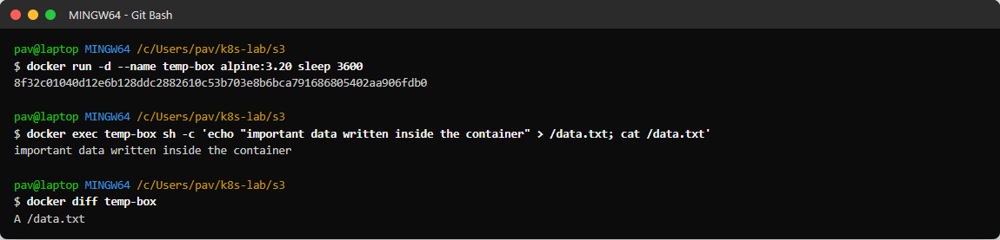 MINGW64 - Git Bash
pav@laptop MINGW64 /c/Users/pav/k8s-lab/s3
$ docker run -d --name temp-box alpine:3.20 sleep 3600
8f32c01040d12e6b128ddc2882610c53b703e8b6bca791686805402aa906fdb0
pav@laptop MINGW64 /c/Users/pav/k8s-lab/s3
$ docker exec temp-box sh -c 'echo "important data written inside the container" > /data.txt; cat /data.txt'
important data written inside the container
pav@laptop MINGW64 /c/Users/pav/k8s-lab/s3
$ docker diff temp-box
A /data.txt